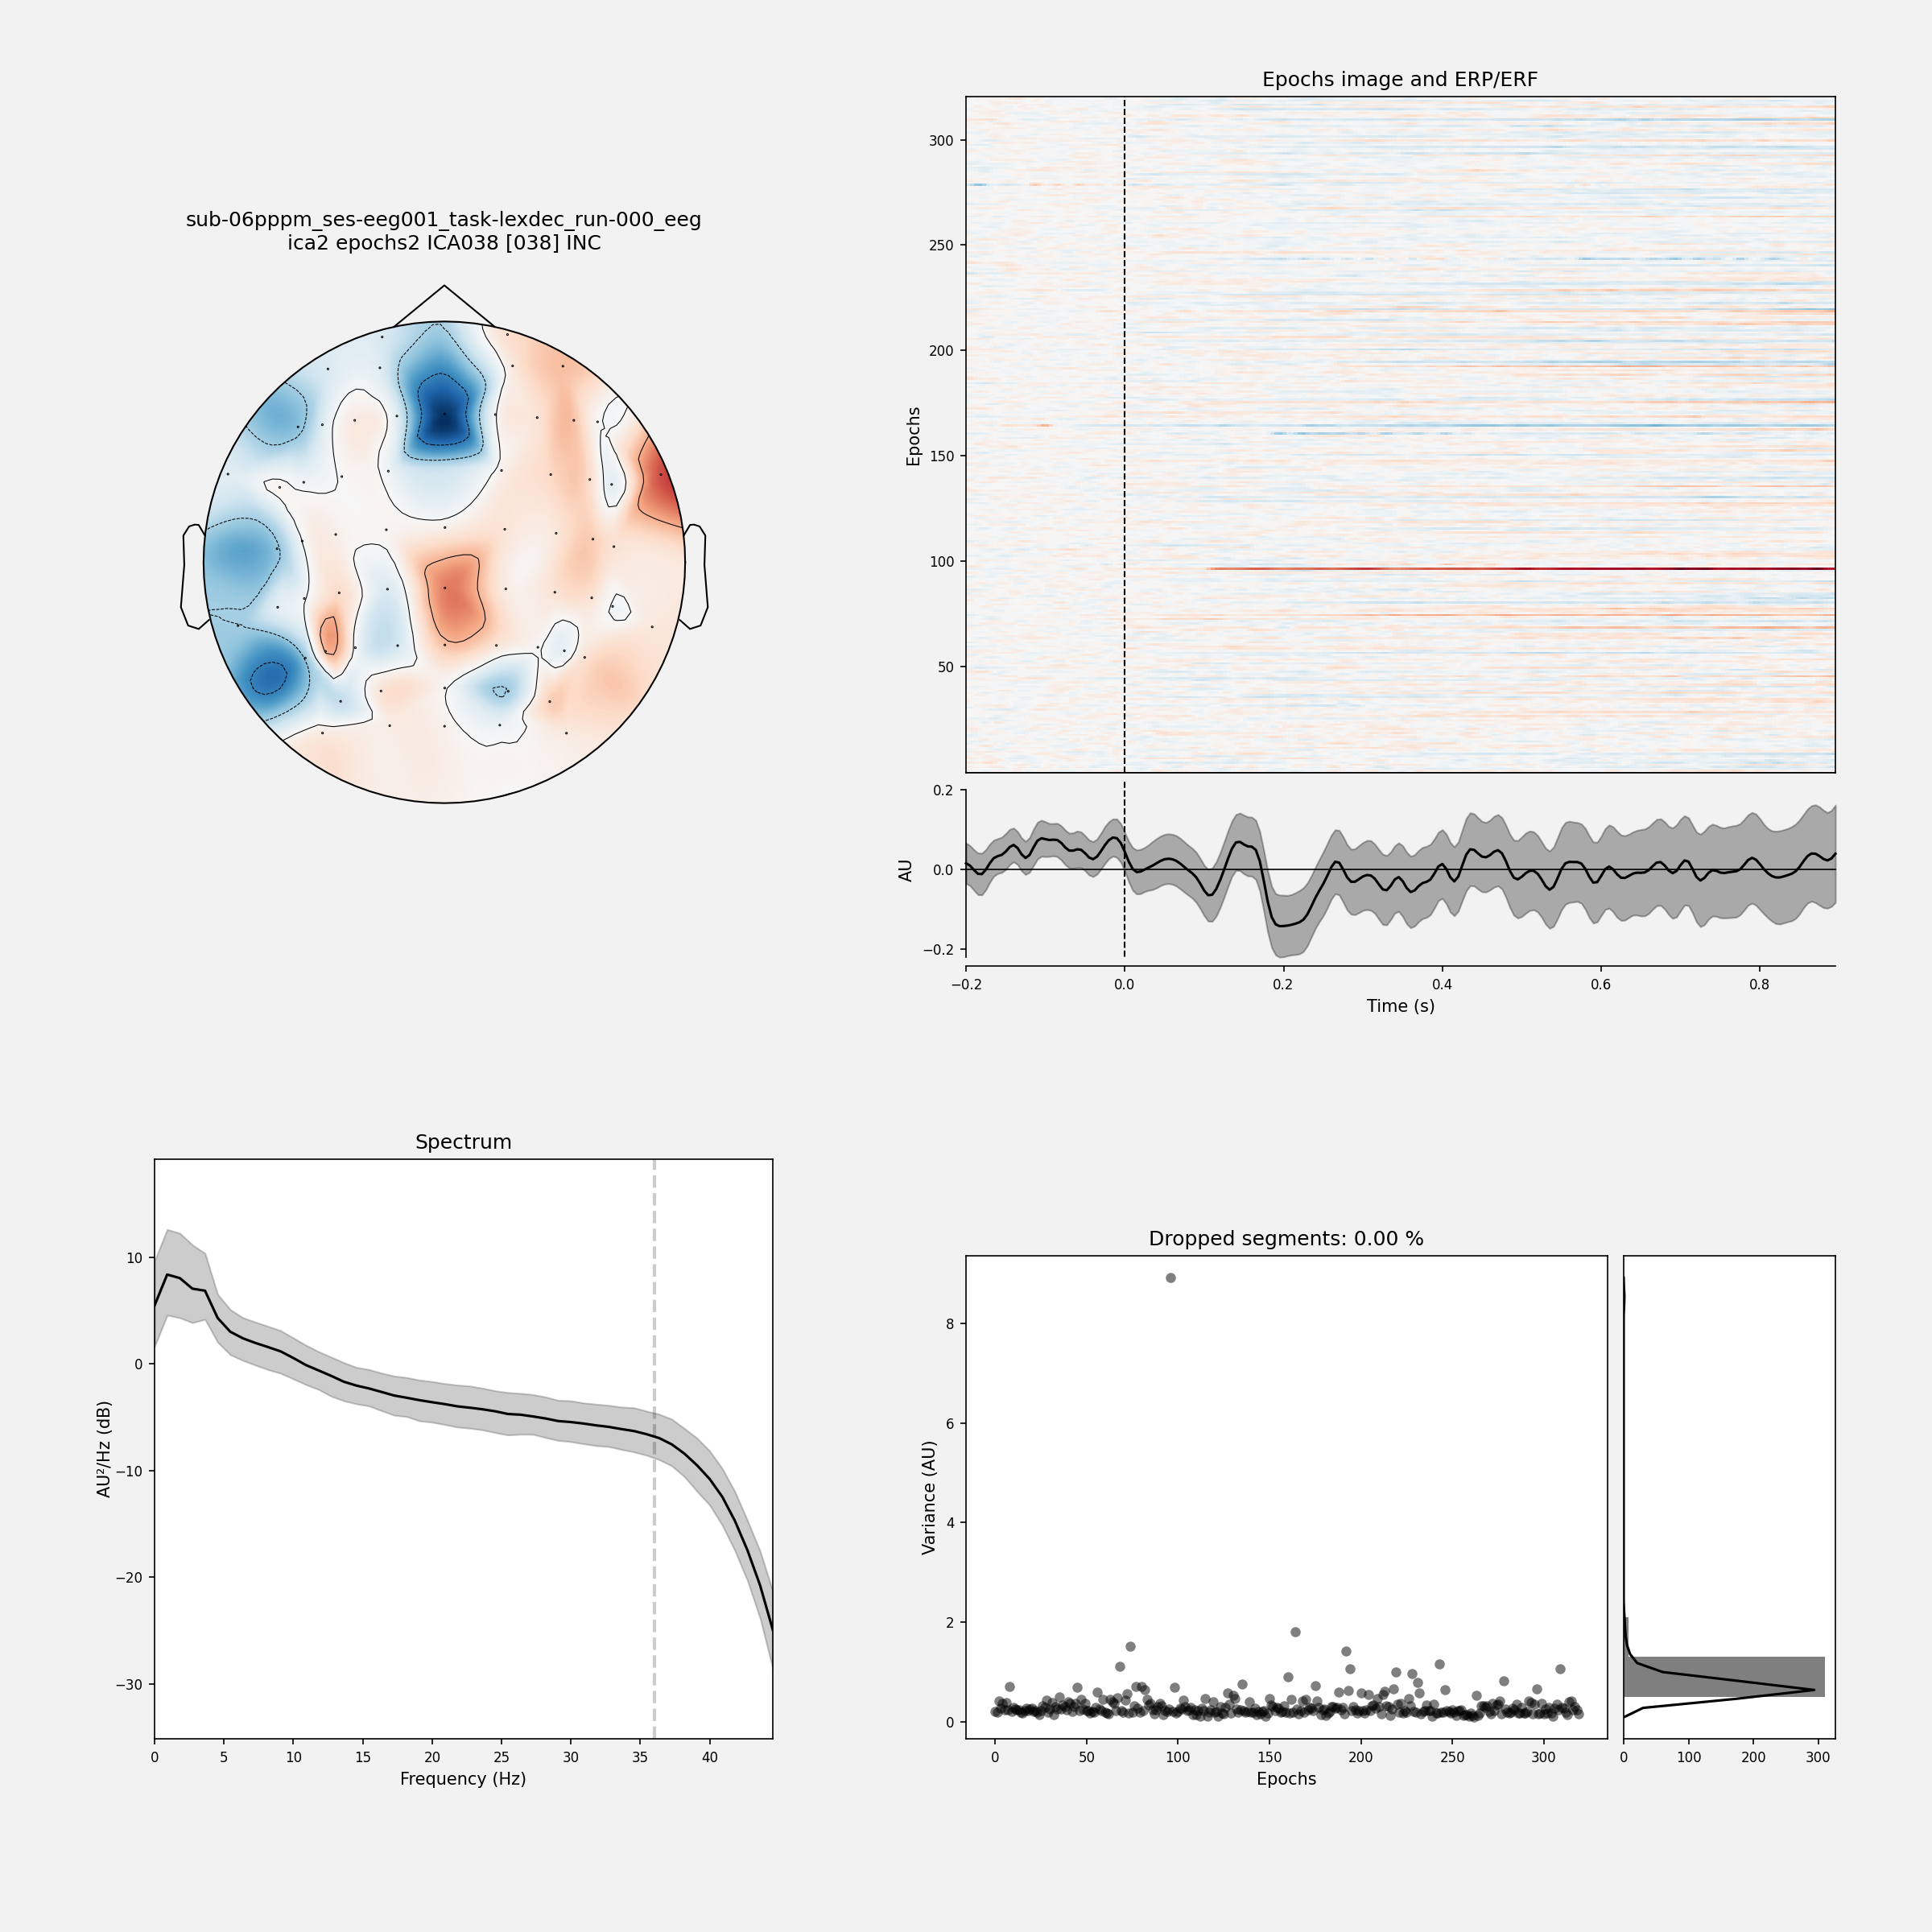 sub-06pppm_ses-eeg001_task-lexdec_run-000_eeg
ica2 epochs2 ICA038 [038] INC
Epochs image and ERP/ERF
Epochs
300
250
200
150
100
50
AU
0.2
0.0
−0.2
−0.2 0.0 0.2 0.4 0.6 0.8
Time (s)
Spectrum
AU²/Hz (dB)
10
0
−10
−20
−30
0 5 10 15 20 25 30 35 40
Frequency (Hz)
Dropped segments: 0.00 %
Variance (AU)
8
6
4
2
0
0 50 100 150 200 250 300
Epochs
0 100 200 300